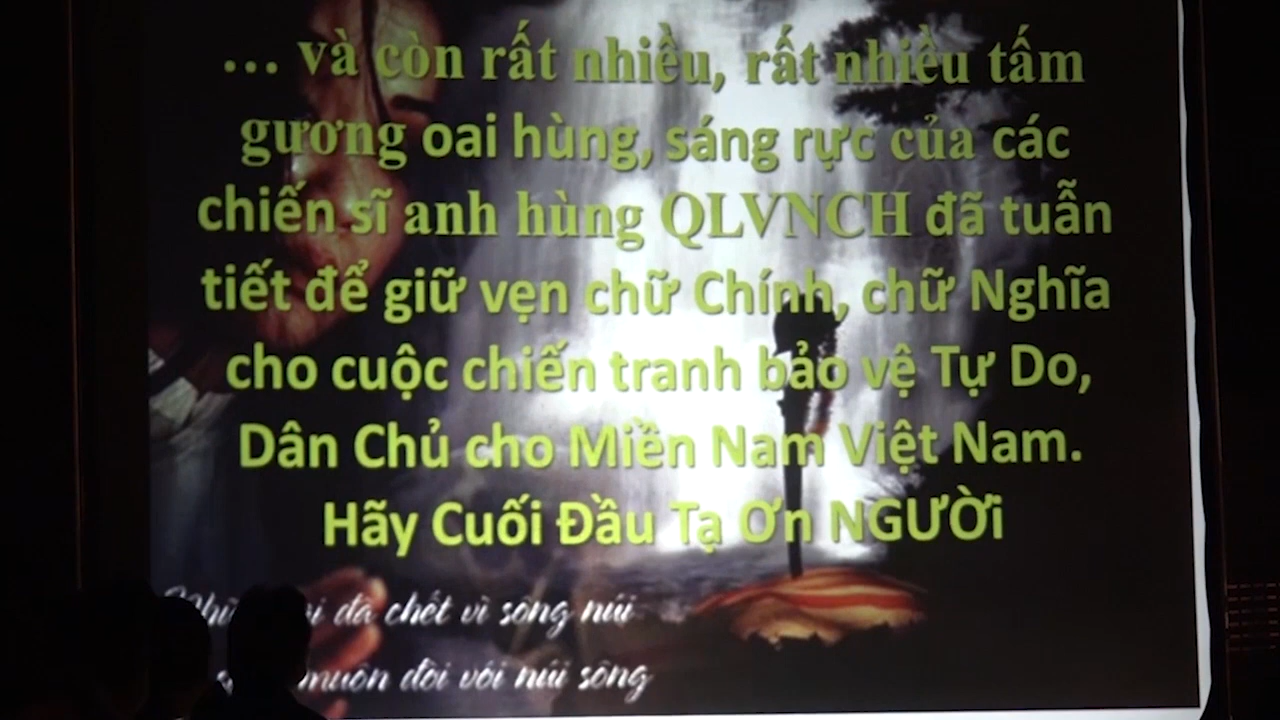 ... và còn rất nhiều, rất nhiều tấm
gương oai hùng, sáng rực của các
chiến sĩ anh hùng QLVNCH đã tuẫn
tiết để giữ vẹn chữ Chính, chữ Nghĩa
cho cuộc chiến tranh bảo vệ Tự Do,
Dân Chủ cho Miền Nam Việt Nam.
Hãy Cuối Đầu Tạ Ơn NGƯỜi
đã chết vì sông núi
muôn đời với núi sông